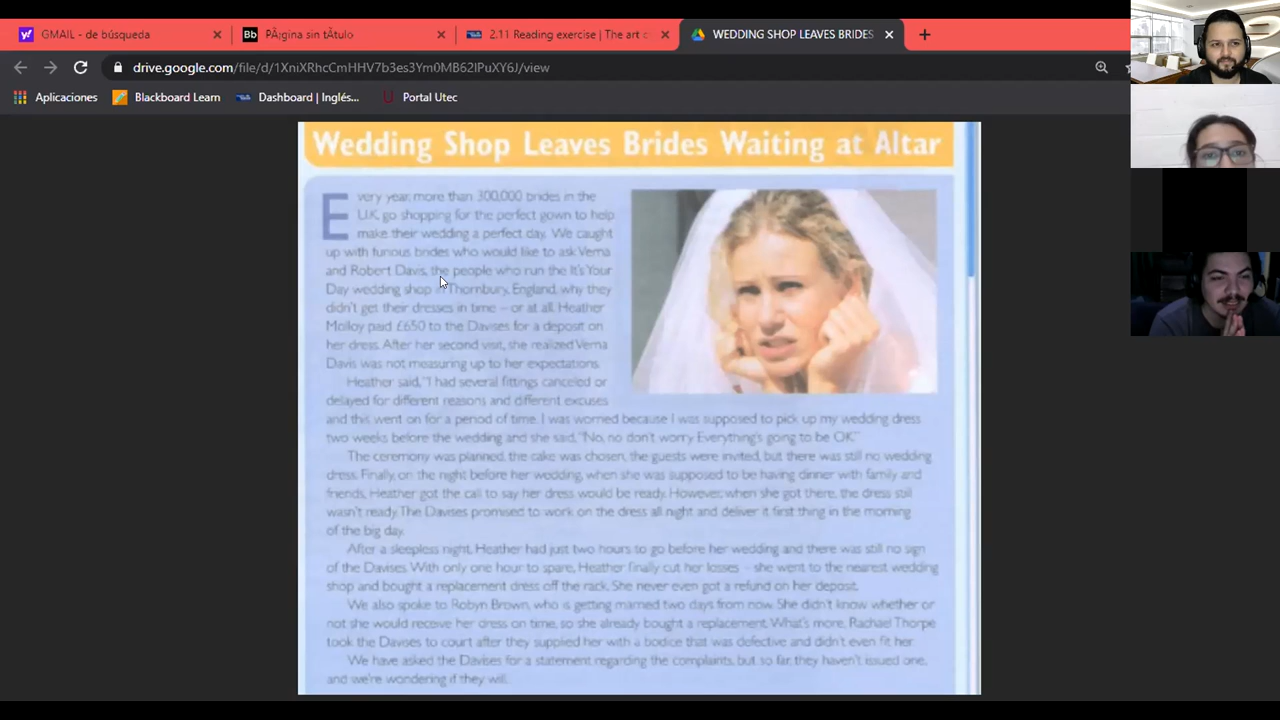 GMAIL - de búsqueda
PÃ¡gina sin tÃtulo
2.11 Reading exercise | The art
WEDDING SHOP LEAVES BRIDES
drive.google.com/file/d/1XniXRhcCmHHV7b3es3Ym0MB62IPuXY6J/view
Aplicaciones
Blackboard Learn
Dashboard | Inglés...
Portal Utec
Wedding Shop Leaves Brides Waiting at Altar
Every year, more than 300,000 brides in the
U.K. go shopping for the perfect gown to help
make their wedding a perfect day. We caught
up with furious brides who would like to ask Verna
and Robert Davis, the people who run the It's Your
Day wedding shop in Thornbury, England, why they
didn't get their dresses in time – or at all. Heather
Molloy paid £650 to the Davises for a deposit on
her dress. After her second visit, she realized Verna
Davis was not measuring up to her expectations.
Heather said, "I had several fittings canceled or
delayed for different reasons and different excuses
and this went on for a period of time. I was worried because I was supposed to pick up my wedding dress
two weeks before the wedding and she said, "No, no don't worry. Everything's going to be OK."
The ceremony was planned, the cake was chosen, the guests were invited, but there was still no wedding
dress. Finally, on the night before her wedding, when she was supposed to be having dinner with family and
friends, Heather got the call to say her dress would be ready. However, when she got there, the dress still
wasn't ready. The Davises promised to work on the dress all night and deliver it first thing in the morning
of the big day.
After a sleepless night, Heather had just two hours to go before her wedding and there was still no sign
of the Davises. With only one hour to spare, Heather finally cut her losses – she went to the nearest wedding
shop and bought a replacement dress off the rack. She never even got a refund on her deposit.
We also spoke to Robyn Brown, who is getting married two days from now. She didn't know whether or
not she would receive her dress on time, so she already bought a replacement. What's more, Rachael Thorpe
took the Davises to court after they supplied her with a bodice that was defective and didn't even fit her.
We have asked the Davises for a statement regarding the complaints, but so far, they haven't issued one,
and we're wondering if they will.